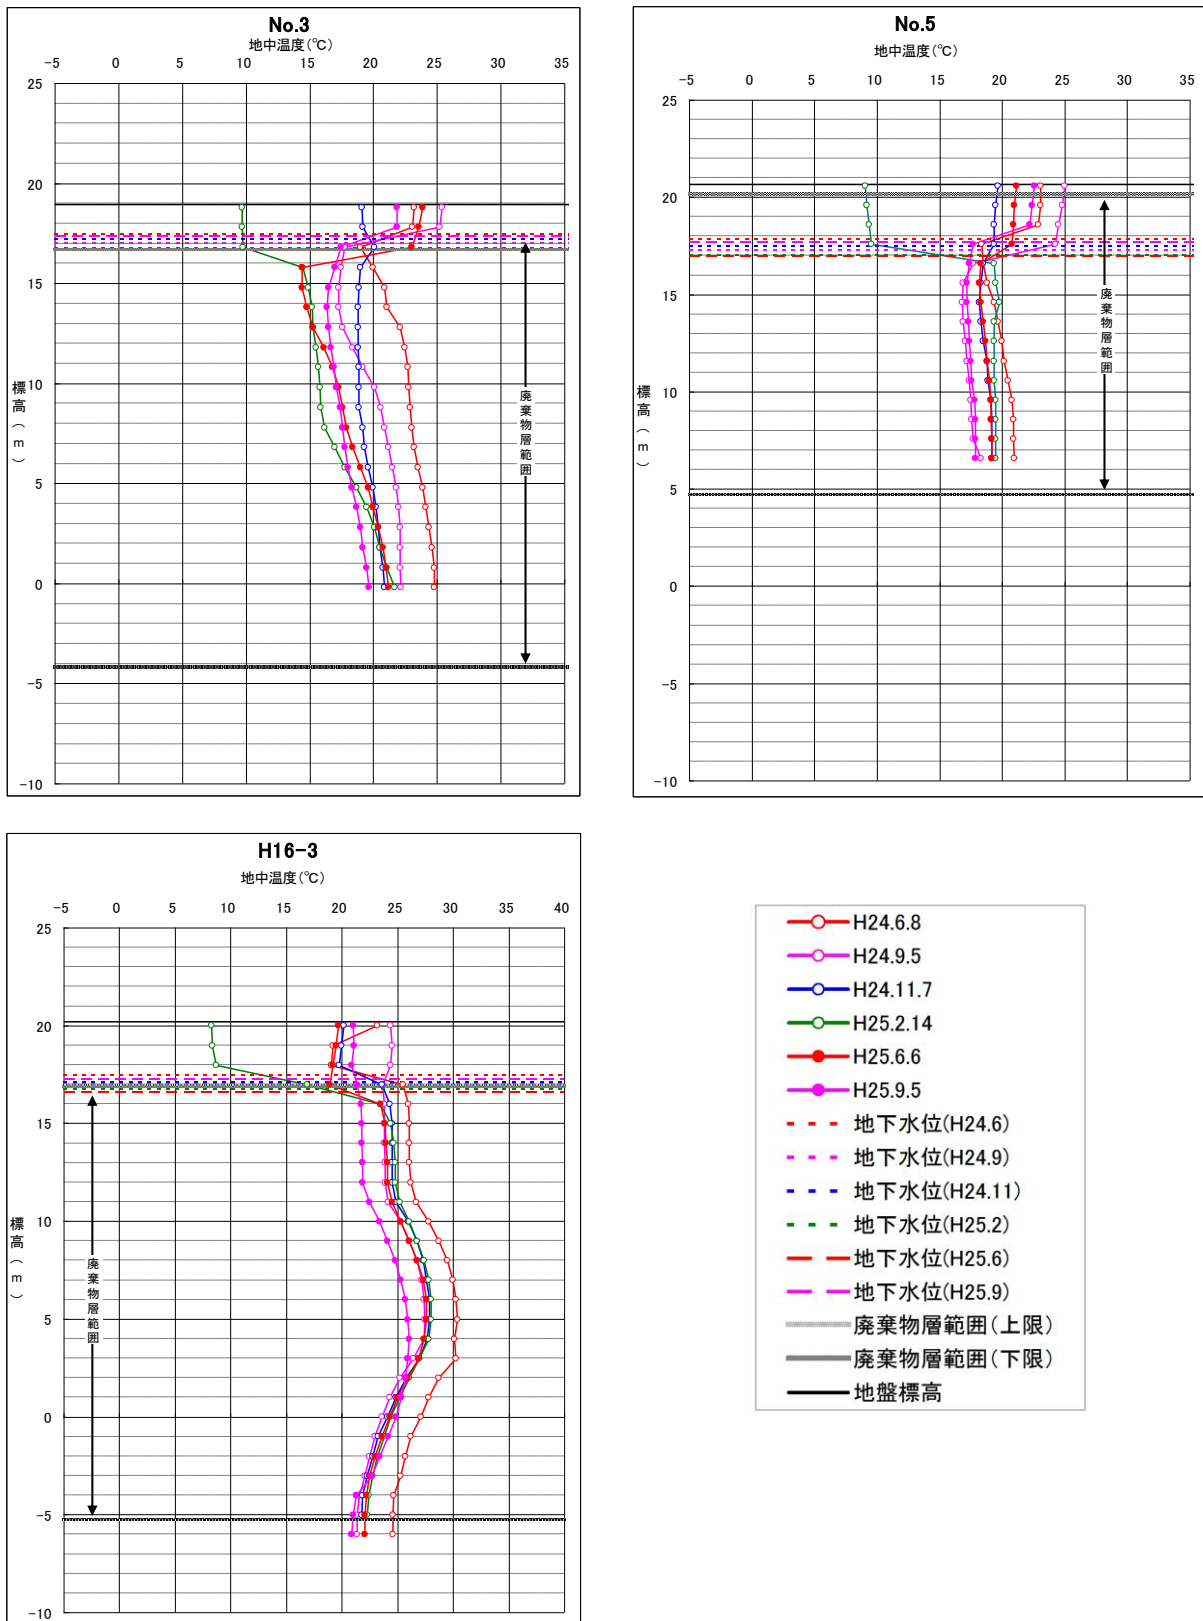 No.3
地中温度(℃)
-5 0 5 10 15 20 25 30 35
25
20
15
10
5
0
-5
-10
標高(m)
廃棄物層範囲
No.5
地中温度(℃)
-5 0 5 10 15 20 25 30 35
25
20
15
10
5
0
-5
-10
標高(m)
廃棄物層範囲
H16-3
地中温度(℃)
-5 0 5 10 15 20 25 30 35 40
25
20
15
10
5
0
-5
-10
標高(m)
廃棄物層範囲
H24.6.8
H24.9.5
H24.11.7
H25.2.14
H25.6.6
H25.9.5
地下水位(H24.6)
地下水位(H24.9)
地下水位(H24.11)
地下水位(H25.2)
地下水位(H25.6)
地下水位(H25.9)
廃棄物層範囲(上限)
廃棄物層範囲(下限)
地盤標高